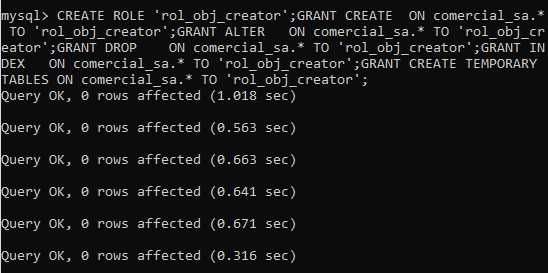 mysql> CREATE ROLE 'rol_obj_creator';GRANT CREATE  ON comercial_sa.*
 TO 'rol_obj_creator';GRANT ALTER   ON comercial_sa.* TO 'rol_obj_cr
eator';GRANT DROP    ON comercial_sa.* TO 'rol_obj_creator';GRANT IN
DEX   ON comercial_sa.* TO 'rol_obj_creator';GRANT CREATE TEMPORARY
TABLES ON comercial_sa.* TO 'rol_obj_creator';
Query OK, 0 rows affected (1.018 sec)
Query OK, 0 rows affected (0.563 sec)
Query OK, 0 rows affected (0.663 sec)
Query OK, 0 rows affected (0.641 sec)
Query OK, 0 rows affected (0.671 sec)
Query OK, 0 rows affected (0.316 sec)